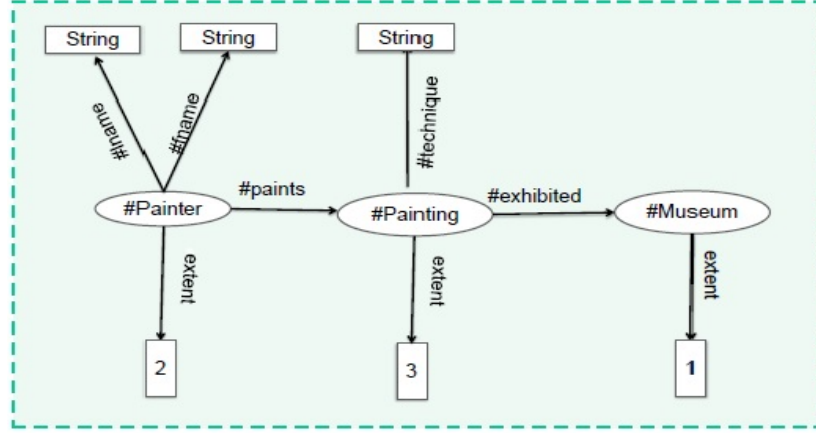 String
String
String
#lname
#fname
#technique
#paints
#exhibited
#Painter
#Painting
#Museum
extent
extent
extent
2
3
1